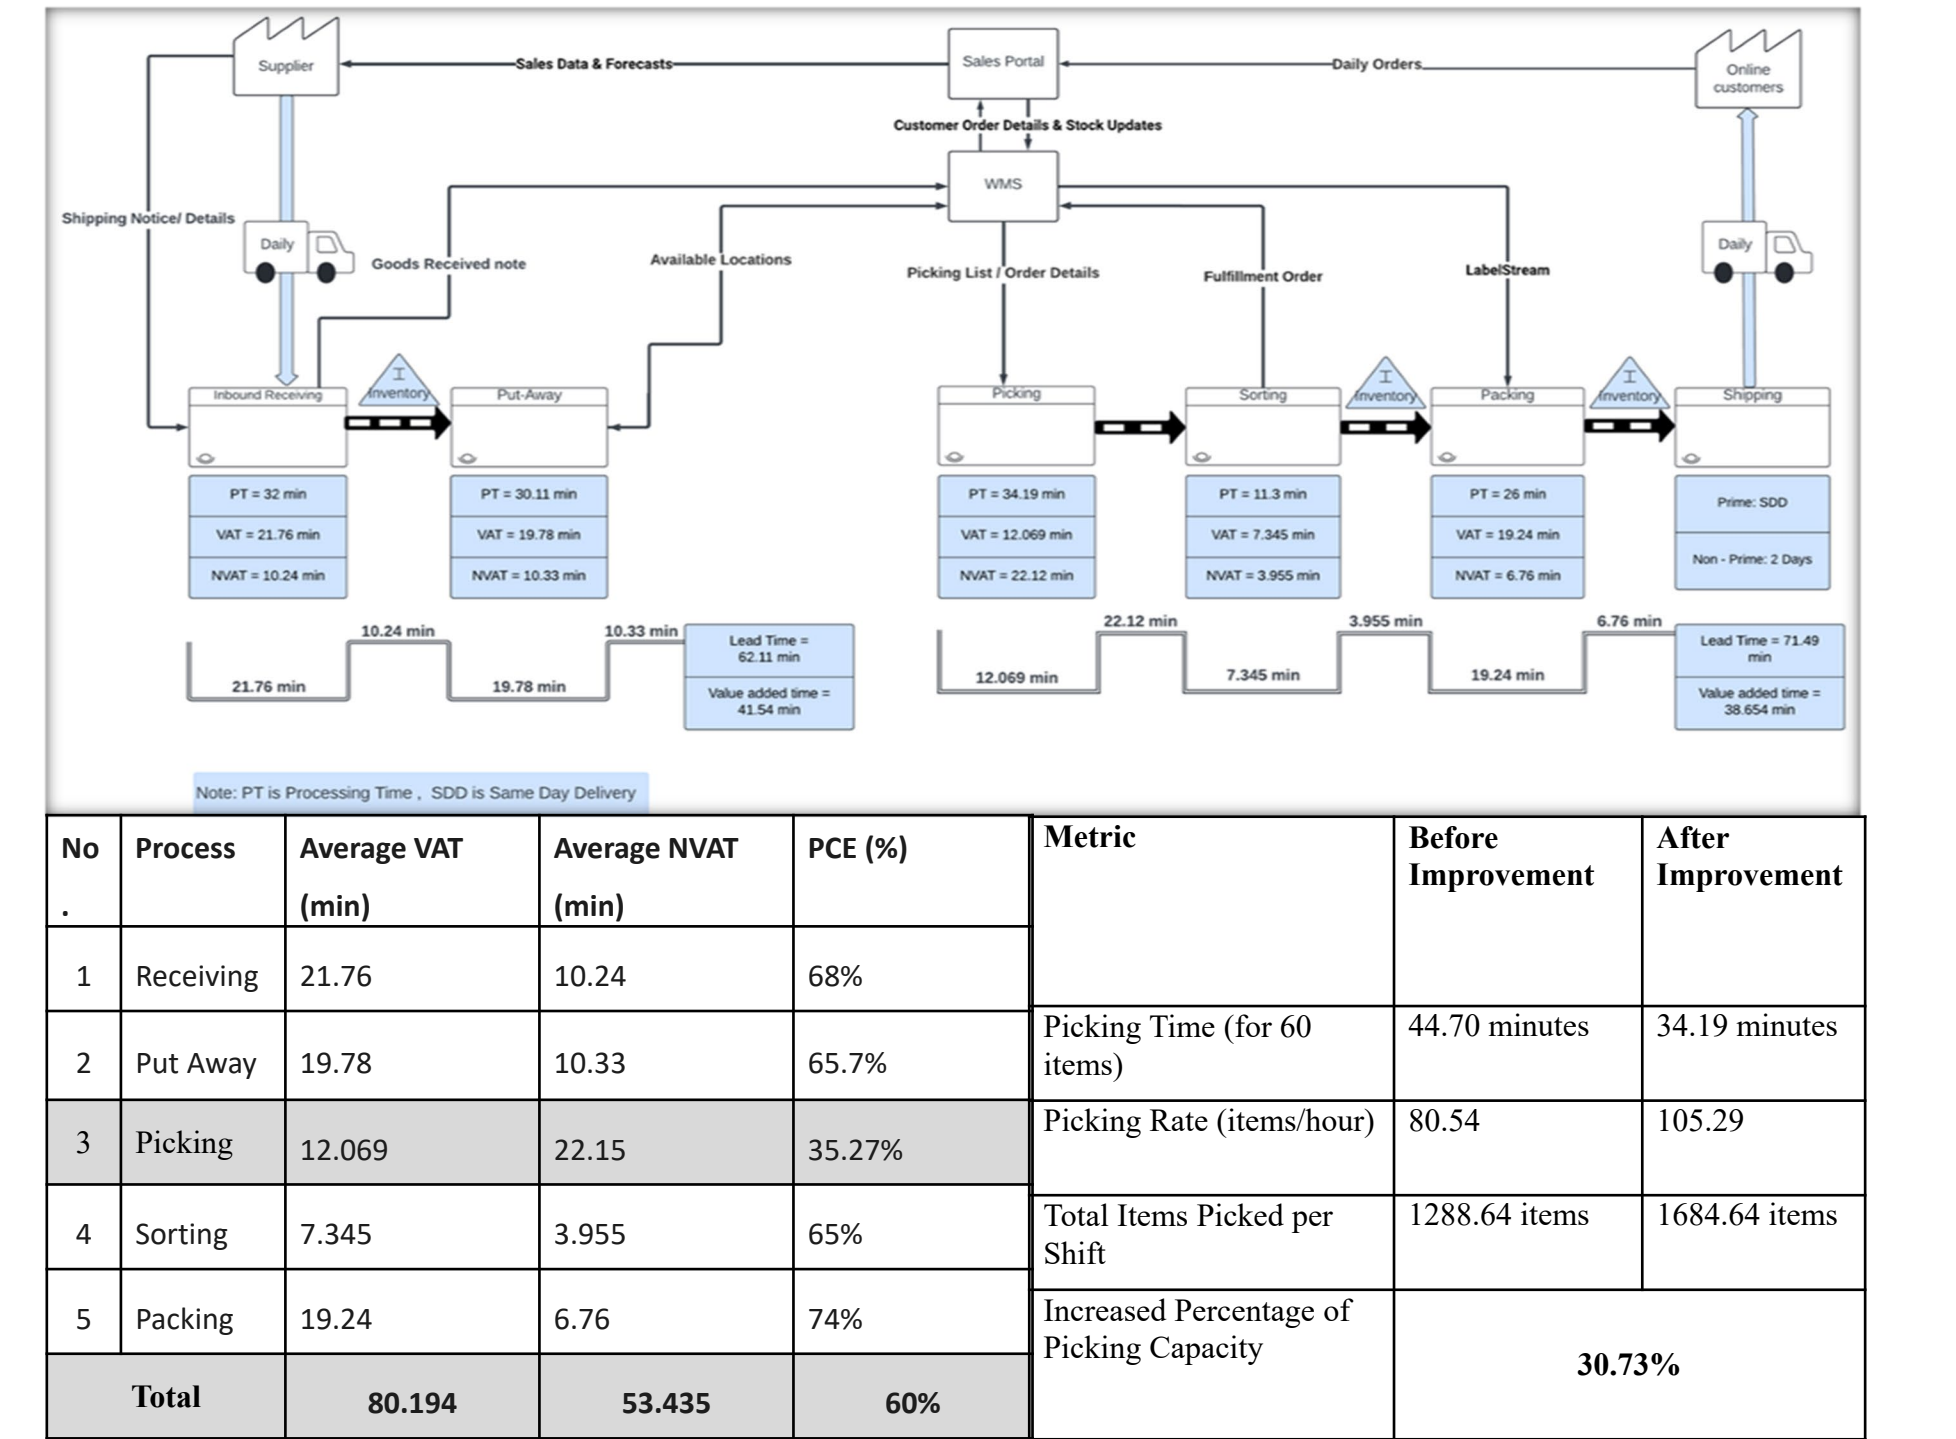 Supplier
Sales Data & Forecasts
Sales Portal
Daily Orders
Online
customers
Customer Order Details & Stock Updates
WMS
Shipping Notice/ Details
Daily
Goods Received note
Available Locations
Picking List / Order Details
Fulfillment Order
LabelStream
Daily
I
Inventory
I
Inventory
I
Inventory
Inbound Receiving
Put-Away
Picking
Sorting
Packing
Shipping
PT = 32 min
VAT = 21.76 min
NVAT = 10.24 min
PT = 30.11 min
VAT = 19.78 min
NVAT = 10.33 min
PT = 34.19 min
VAT = 12.069 min
NVAT = 22.12 min
PT = 11.3 min
VAT = 7.345 min
NVAT = 3.955 min
PT = 26 min
VAT = 19.24 min
NVAT = 6.76 min
Prime: SDD
Non - Prime: 2 Days
21.76 min
10.24 min
19.78 min
10.33 min
Lead Time =
62.11 min
Value added time =
41.54 min
12.069 min
22.12 min
7.345 min
3.955 min
19.24 min
6.76 min
Lead Time = 71.49
min
Value added time =
38.654 min
Note: PT is Processing Time , SDD is Same Day Delivery
No
.
Process
Average VAT
(min)
Average NVAT
(min)
PCE (%)
1 Receiving 21.76 10.24 68%
2 Put Away 19.78 10.33 65.7%
3 Picking 12.069 22.15 35.27%
4 Sorting 7.345 3.955 65%
5 Packing 19.24 6.76 74%
Total 80.194 53.435 60%
Metric
Before
Improvement
After
Improvement
Picking Time (for 60
items)
44.70 minutes
34.19 minutes
Picking Rate (items/hour) 80.54 105.29
Total Items Picked per
Shift
1288.64 items
1684.64 items
Increased Percentage of
Picking Capacity
30.73%